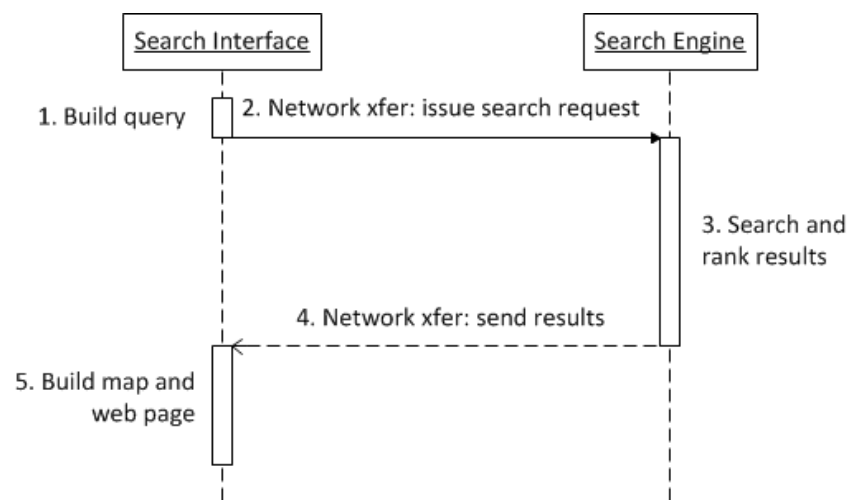 Search Interface
Search Engine
1. Build query
2. Network xfer: issue search request
3. Search and
rank results
4. Network xfer: send results
5. Build map and
web page